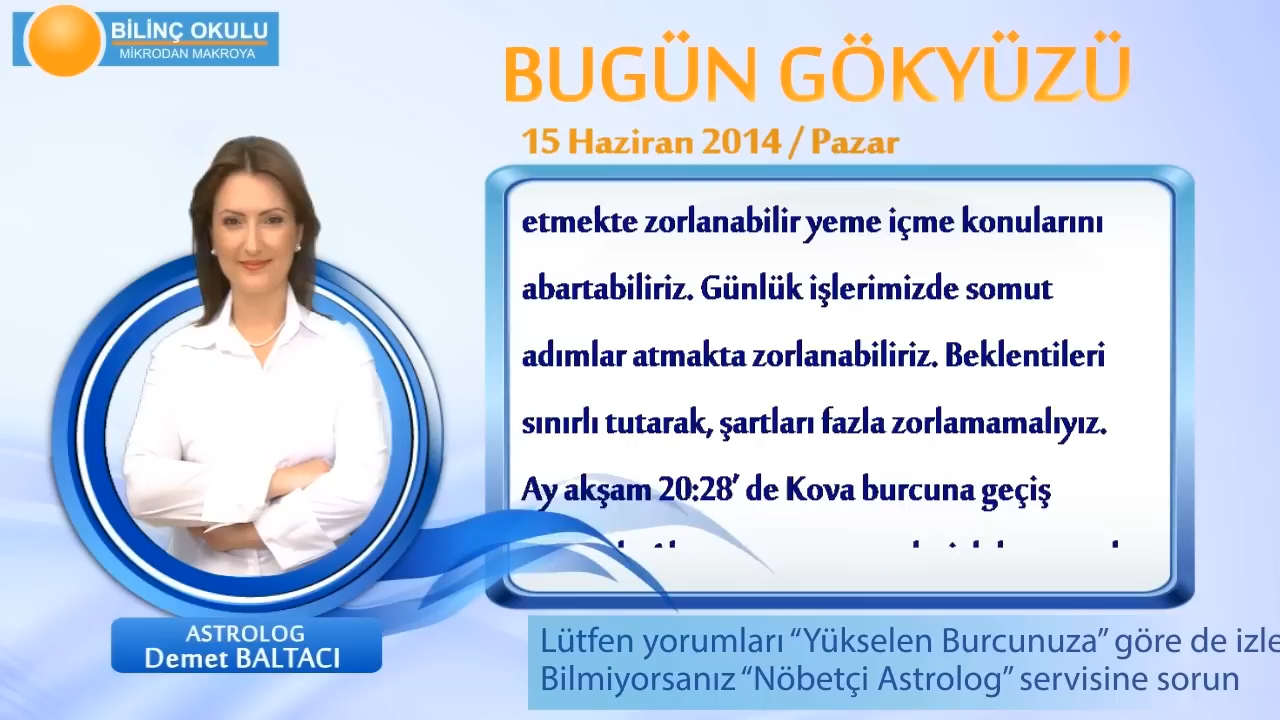 BİLİNÇ OKULU
MİKRODAN MAKROYA
BUGÜN GÖKYÜZÜ
15 Haziran 2014 / Pazar
etmekte zorlanabilir yeme içme konularını
abartabiliriz. Günlük işlerimizde somut
adımlar atmakta zorlanabiliriz. Beklentileri
sınırlı tutarak, şartları fazla zorlamamalıyız.
Ay akşam 20:28’ de Kova burcuna geçiş
ASTROLOG
Demet BALTACI
Lütfen yorumları “Yükselen Burcunuza” göre de izle
Bilmiyorsanız “Nöbetçi Astrolog” servisine sorun